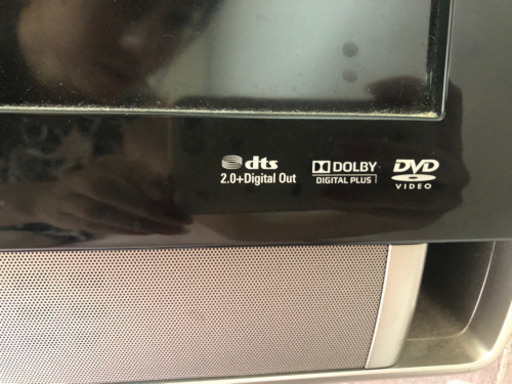 dts
2.0+Digital Out
DOLBY
DIGITAL PLUS
DVD
VIDEO